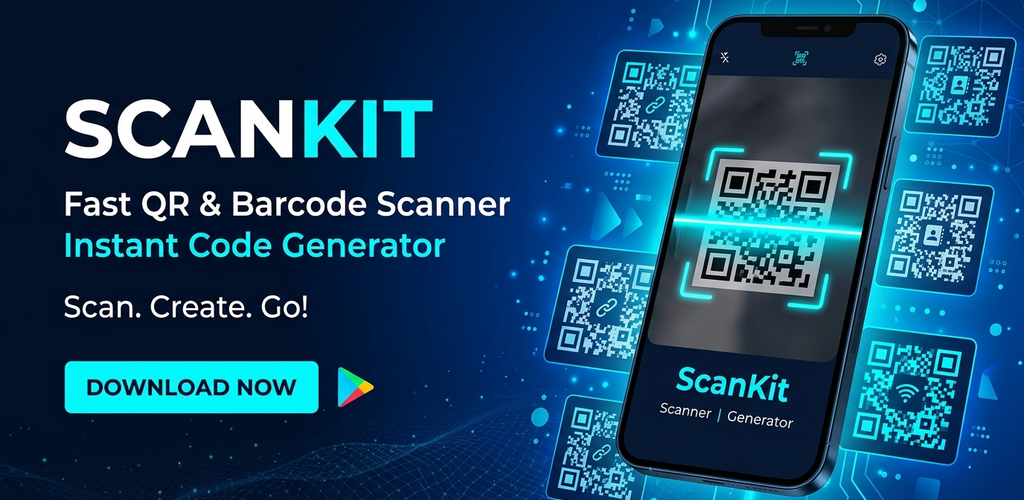 SCANKIT
Fast QR & Barcode Scanner
Instant Code Generator
Scan. Create. Go!
DOWNLOAD NOW
ScanKit
Scanner | Generator